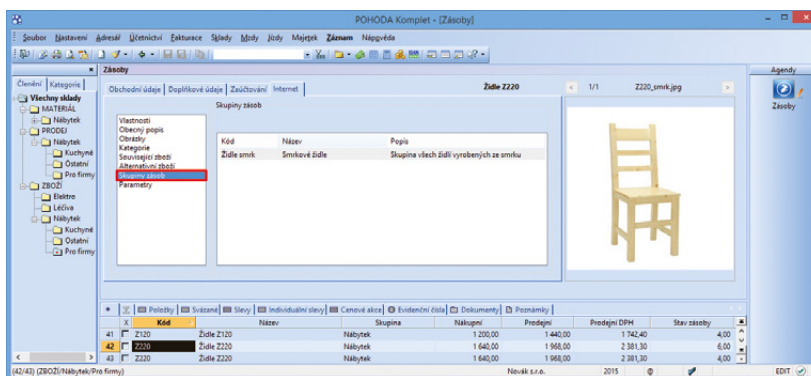 POHODA Komplet - [Zásoby]
Soubor Nastavení Adresář Účetnictví Fakturace Sklady Mzdy Jízdy Majetek Záznam Nápověda
Zásoby
Agendy
Členění Kategorie
Obchodní údaje Doplňkové údaje Zaúčtování Internet
Židle Z220
1/1
Z220_smrk.jpg
Zásoby
Všechny sklady
MATERIÁL
Nábytek
PRODEJ
Nábytek
Kuchyně
Ostatní
Pro firmy
ZBOŽÍ
Elektro
Léčiva
Nábytek
Kuchyně
Ostatní
Pro firmy
Vlastnosti
Obecný popis
Obrázky
Kategorie
Související zboží
Alternativní zboží
Skupiny zásob
Parametry
Skupiny zásob
Kód Název Popis
Židle smrk Smrkové židle Skupina všech židlí vyrobených ze smrku
Položky Svázané Slevy Individuální slevy Cenové akce Evidenční čísla Dokumenty Poznámky
X Kód Název Skupina Nákupní Prodejní Prodejní DPH Stav zásoby
41 Z120 Židle Z120 Nábytek 1 200,00 1 440,00 1 742,40 4,00
42 Z220 Židle Z220 Nábytek 1 640,00 1 968,00 2 381,30 6,00
43 Z220 Židle Z220 Nábytek 1 640,00 1 968,00 2 381,30 4,00
(42/43) (ZBOŽÍ/Nábytek/Pro firmy) Novák s.r.o. 2015 @ EDIT